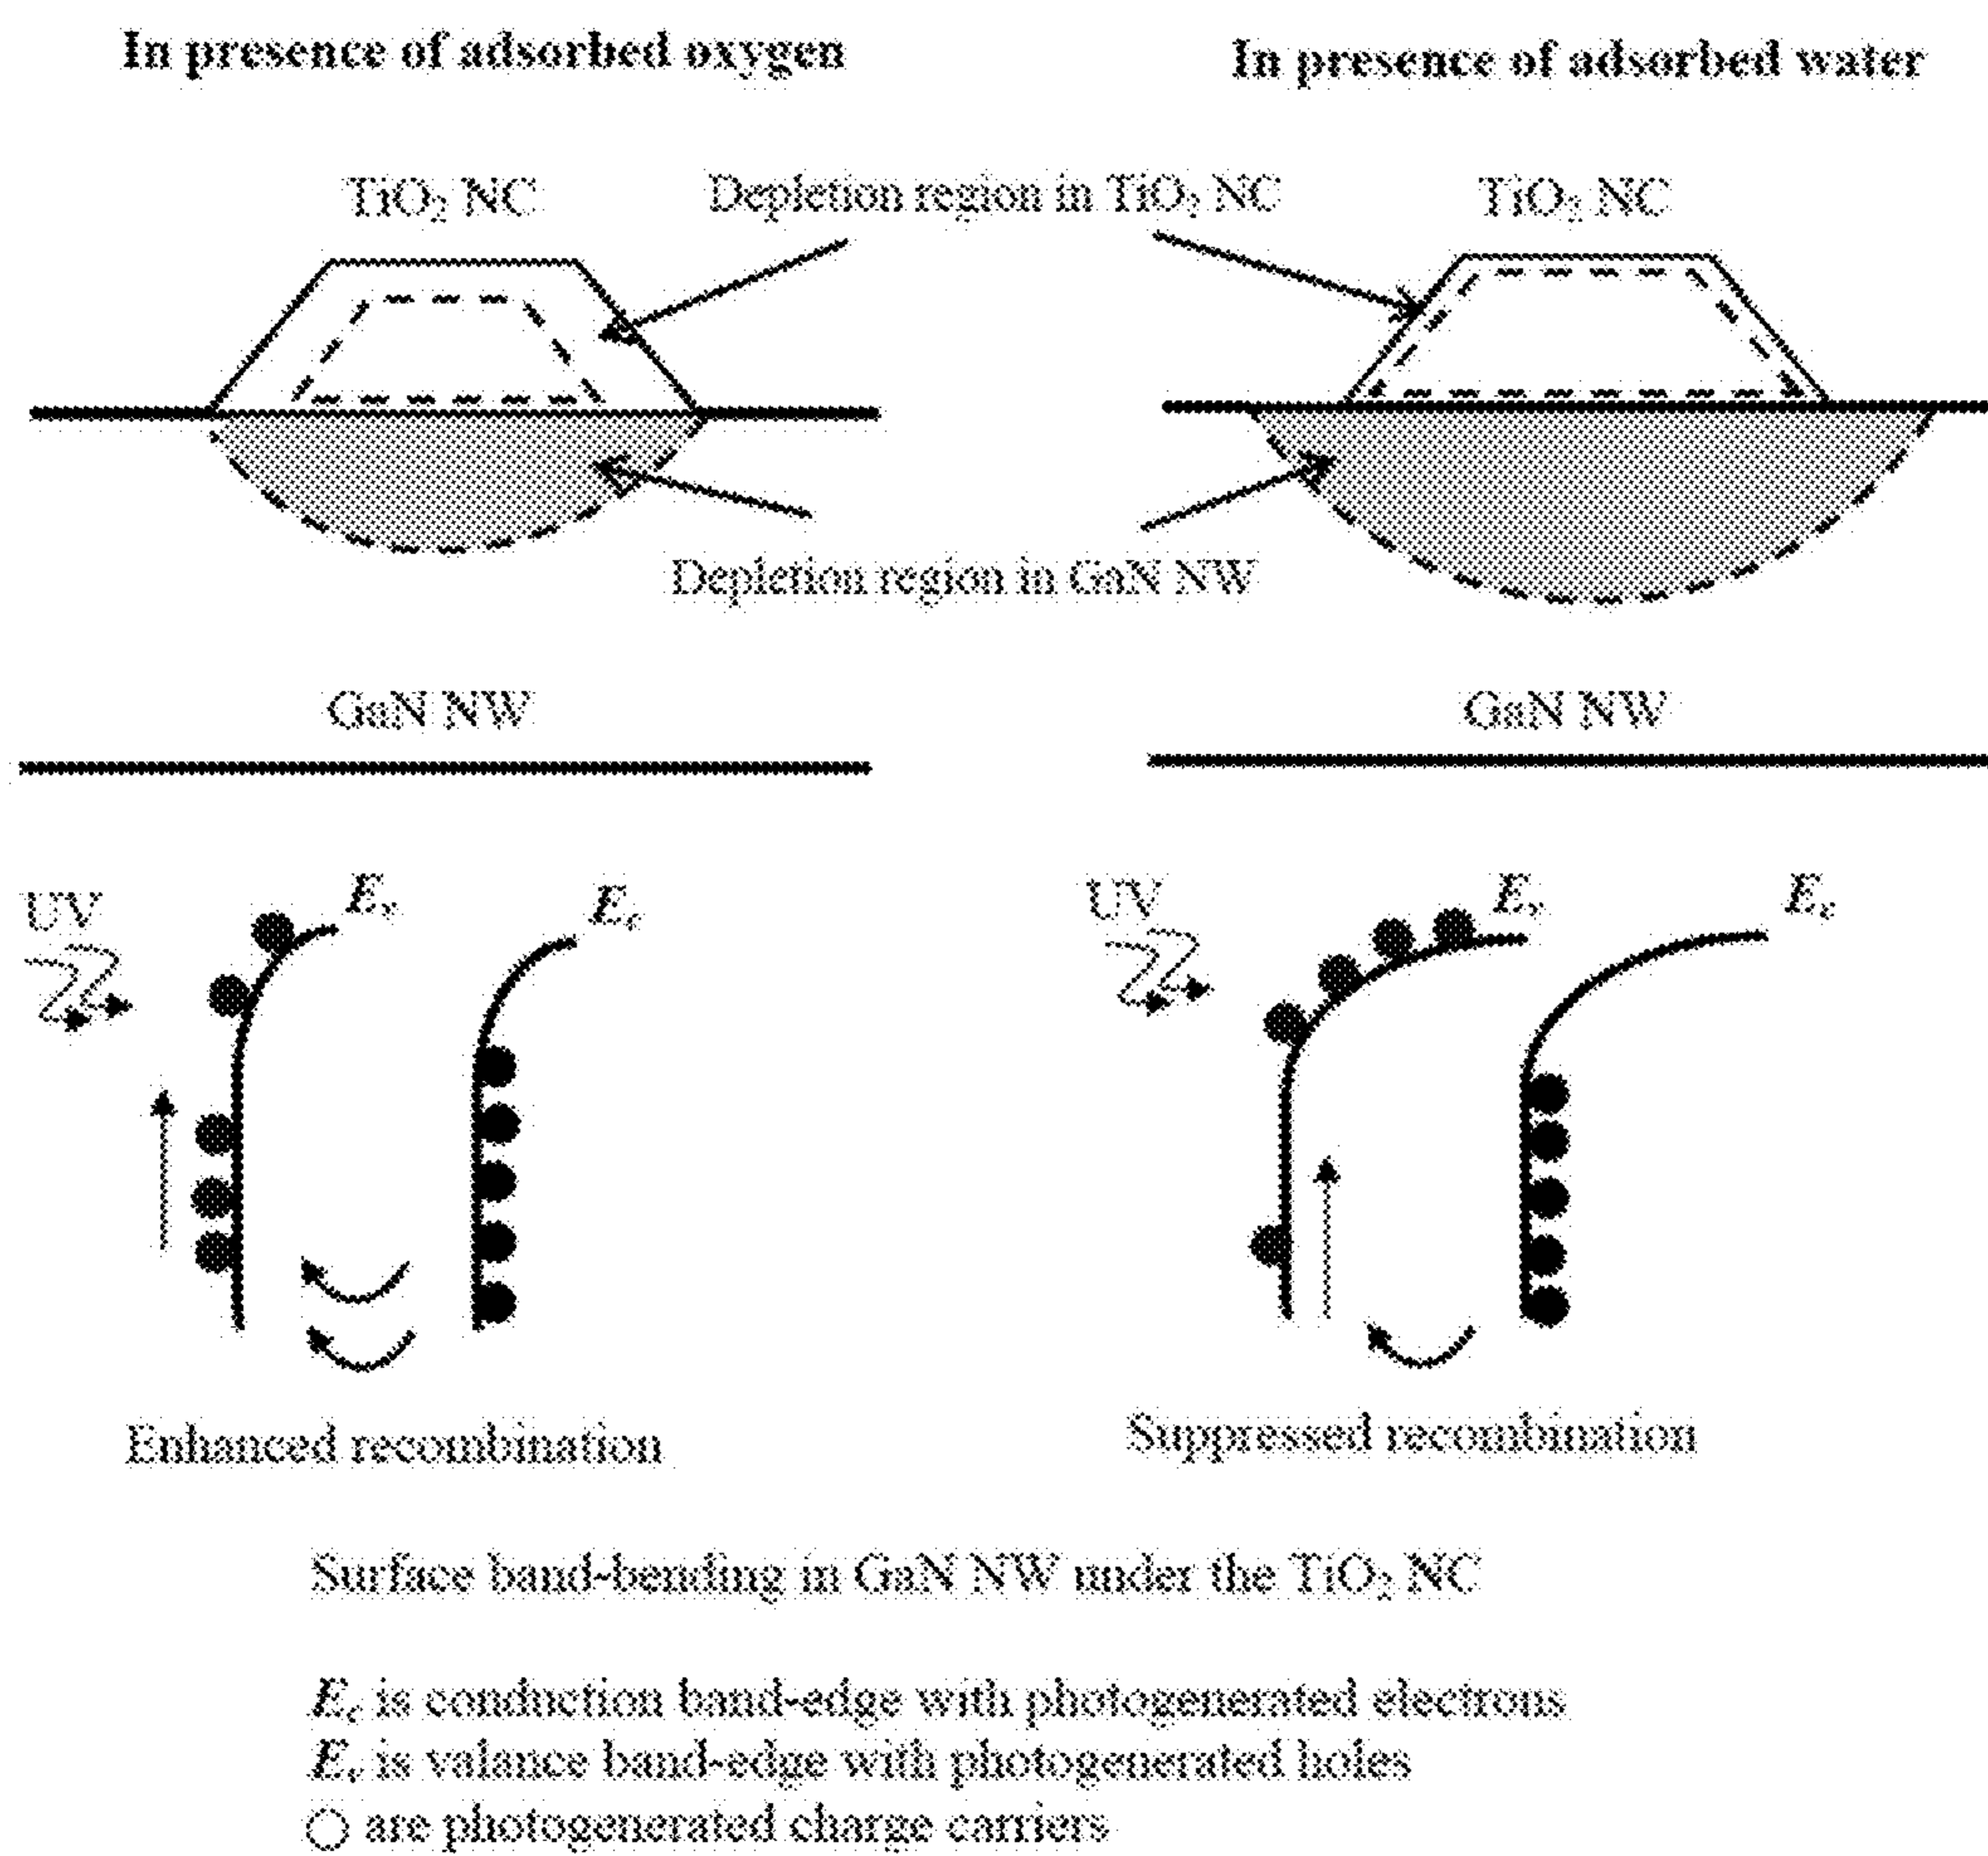 In presence of adsorbed oxygen
In presence of adsorbed water
TiO₂ NC
Depletion region in TiO₂ NC
TiO₂ NC
Depletion region in GaN NW
GaN NW
GaN NW
UV
Eᵥ
E꜀
UV
Eᵥ
E꜀
Enhanced recombination
Suppressed recombination
Surface band-bending in GaN NW under the TiO₂ NC
E꜀ is conduction band-edge with photogenerated electrons
Eᵥ is valance band-edge with photogenerated holes
are photogenerated charge carriers